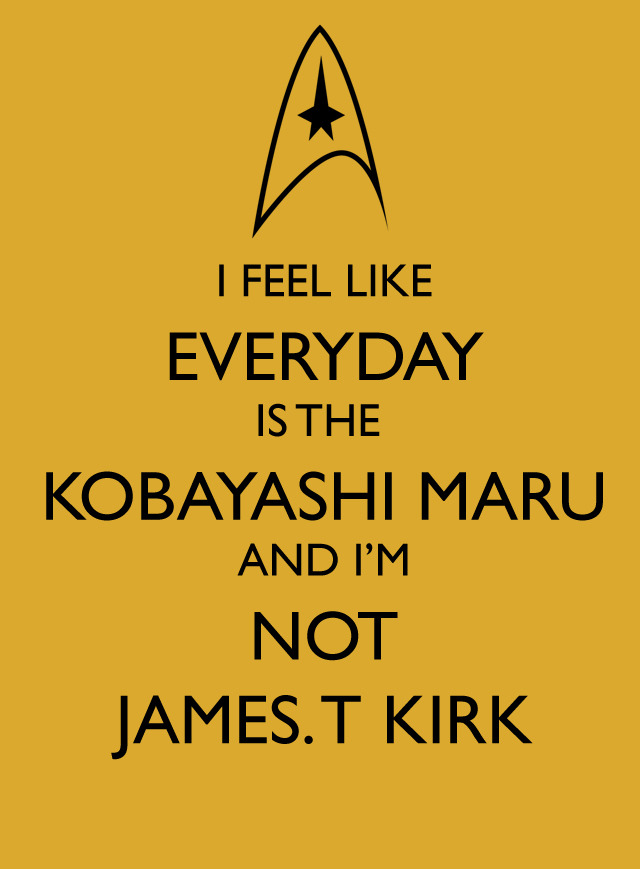 I FEEL LIKE
EVERYDAY
IS THE
KOBAYASHI MARU
AND I’M
NOT
JAMES.T KIRK